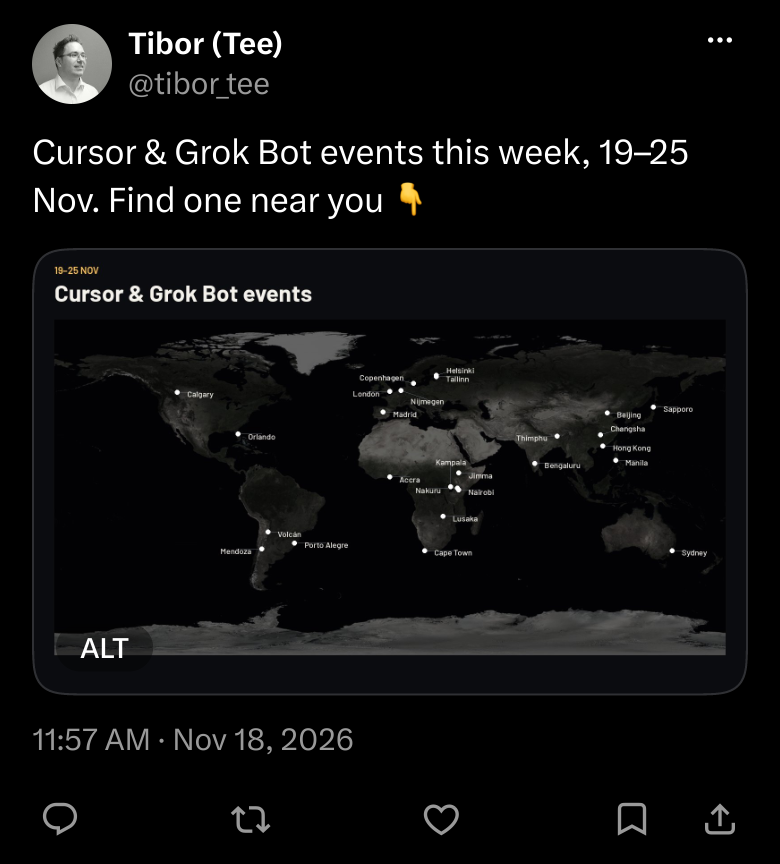 Tibor (Tee)
@tibor_tee
Cursor & Grok Bot events this week, 19–25
Nov. Find one near you 👇
19–25 NOV
Cursor & Grok Bot events
Helsinki
Copenhagen
Tallinn
London
Calgary
Nijmegen
Sapporo
Madrid
Beijing
Changsha
Orlando
Thimphu
Hong Kong
Kampala
Manila
Bengaluru
Jimma
Accra
Nakuru
Nairobi
Lusaka
Volcán
Porto Alegre
Mendoza
Cape Town
Sydney
ALT
11:57 AM · Nov 18, 2026